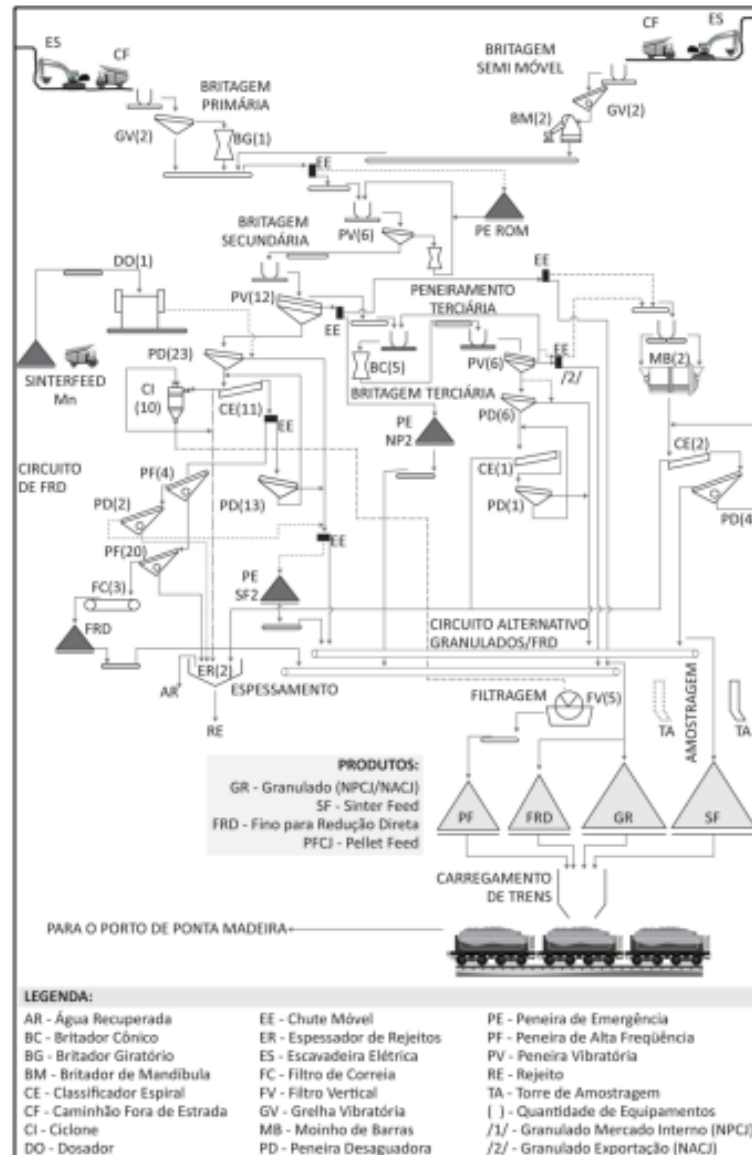 ES
CF
BRITAGEM
SEMI MÓVEL
CF
ES
BRITAGEM
PRIMÁRIA
GV(2)
BG(1)
BM(2)
GV(2)
EE
BRITAGEM
SECUNDÁRIA
PV(6)
PE ROM
DO(1)
PV(12)
EE
PENEIRAMENTO
TERCIÁRIA
EE
SINTERFEED
Mn
PD(23)
BC(5)
PV(6)
EE
/2/
MB(2)
CI
(10)
CE(11)
EE
BRITAGEM TERCIÁRIA
PE
NP2
PD(6)
CIRCUITO
DE FRD
PF(4)
PD(13)
CE(1)
CE(2)
PD(2)
PD(1)
PD(4
PF(20)
EE
FC(3)
PE
SF2
FRD
CIRCUITO ALTERNATIVO
GRANULADOS/FRD
ER(2)
AR
ESPESSAMENTO
RE
FILTRAGEM
FV(5)
TA
AMOSTRAGEM
TA
PRODUTOS:
GR - Granulado (NPCJ/NACJ)
SF - Sinter Feed
FRD - Fino para Redução Direta
PFCJ - Pellet Feed
PF
FRD
GR
SF
CARREGAMENTO
DE TRENS
PARA O PORTO DE PONTA MADEIRA
LEGENDA:
AR - Água Recuperada
BC - Britador Cônico
BG - Britador Giratório
BM - Britador de Mandíbula
CE - Classificador Espiral
CF - Caminhão Fora de Estrada
CI - Ciclone
DO - Dosador
EE - Chute Móvel
ER - Espessador de Rejeitos
ES - Escavadeira Elétrica
FC - Filtro de Correia
FV - Filtro Vertical
GV - Grelha Vibratória
MB - Moinho de Barras
PD - Peneira Desaguadora
PE - Peneira de Emergência
PF - Peneira de Alta Freqüência
PV - Peneira Vibratória
RE - Rejeito
TA - Torre de Amostragem
( ) - Quantidade de Equipamentos
/1/ - Granulado Mercado Interno (NPCJ)
/2/ - Granulado Exportação (NACJ)